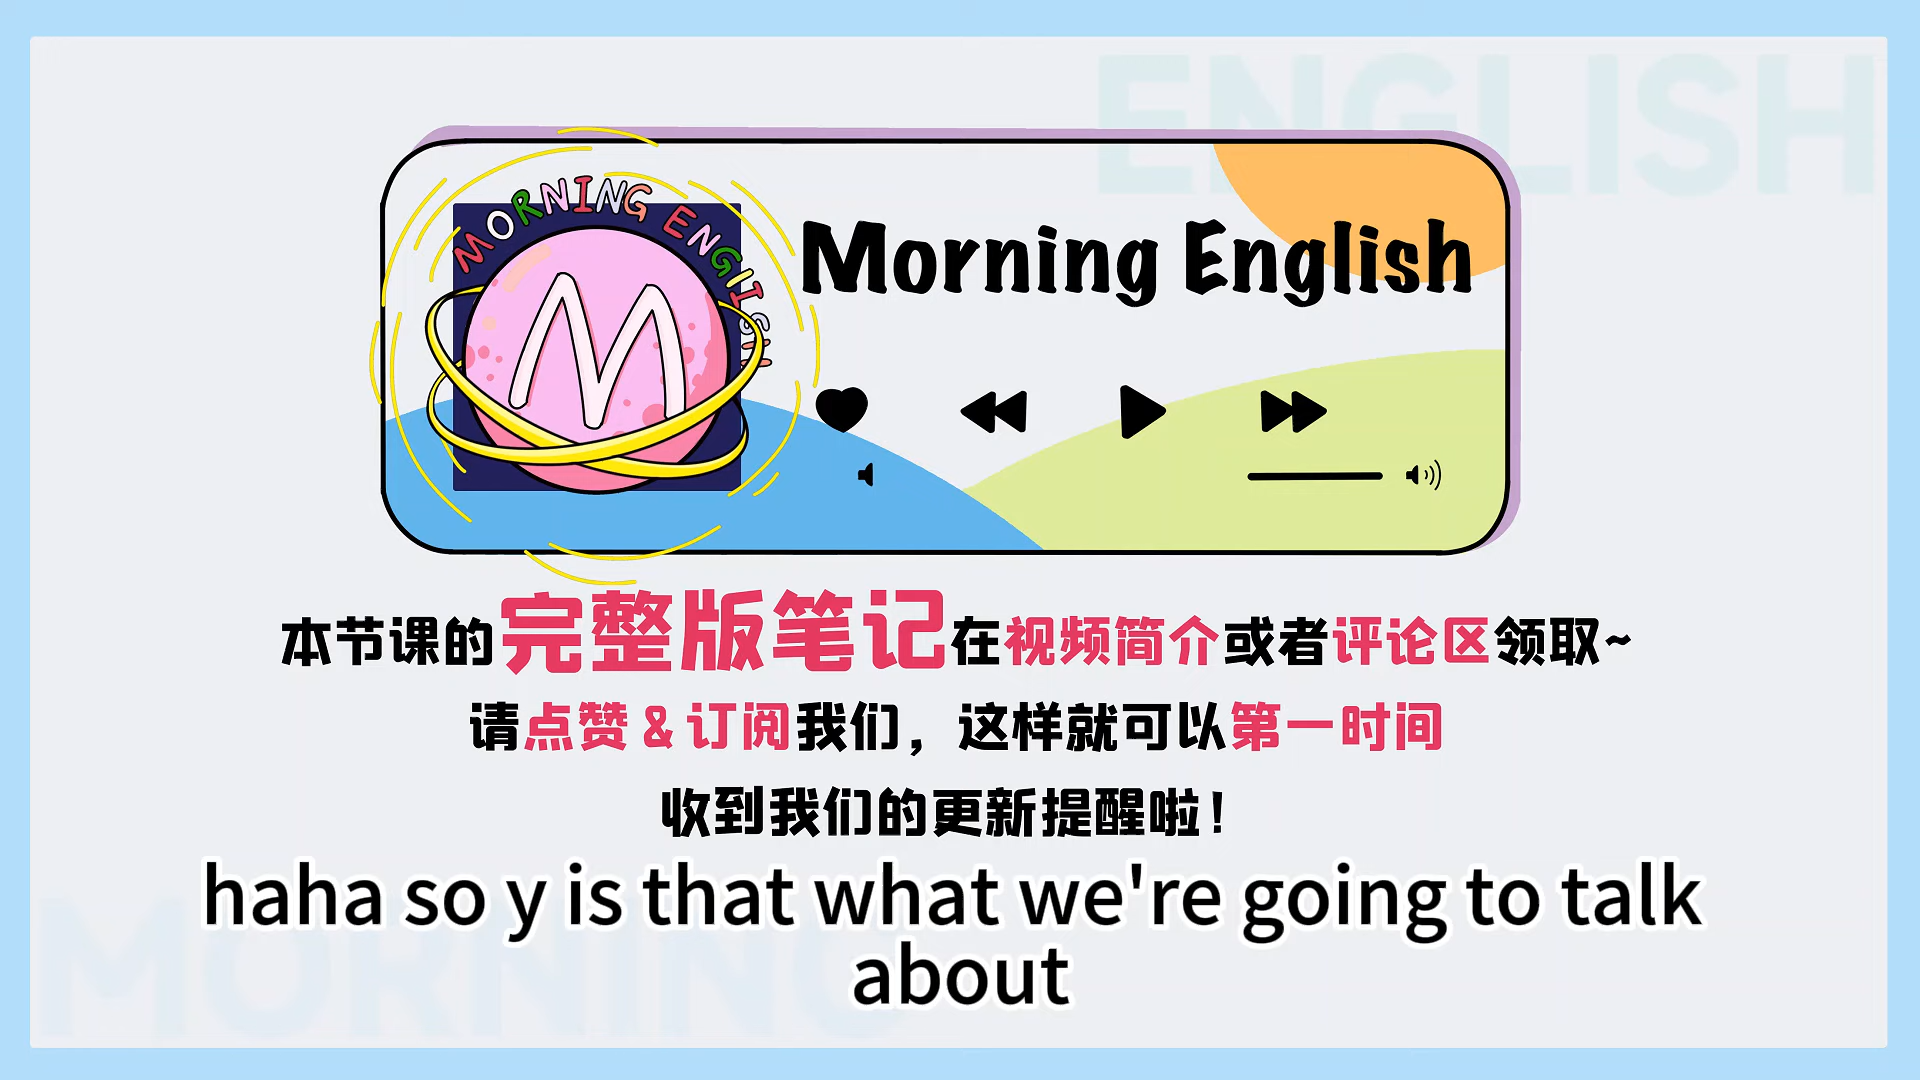 ENGLISH
MORNING ENGLISH
M
Morning English
本节课的完整版笔记在视频简介或者评论区领取~
请点赞&订阅我们，这样就可以第一时间
收到我们的更新提醒啦！
haha so y is that what we're going to talk
about
MORNING